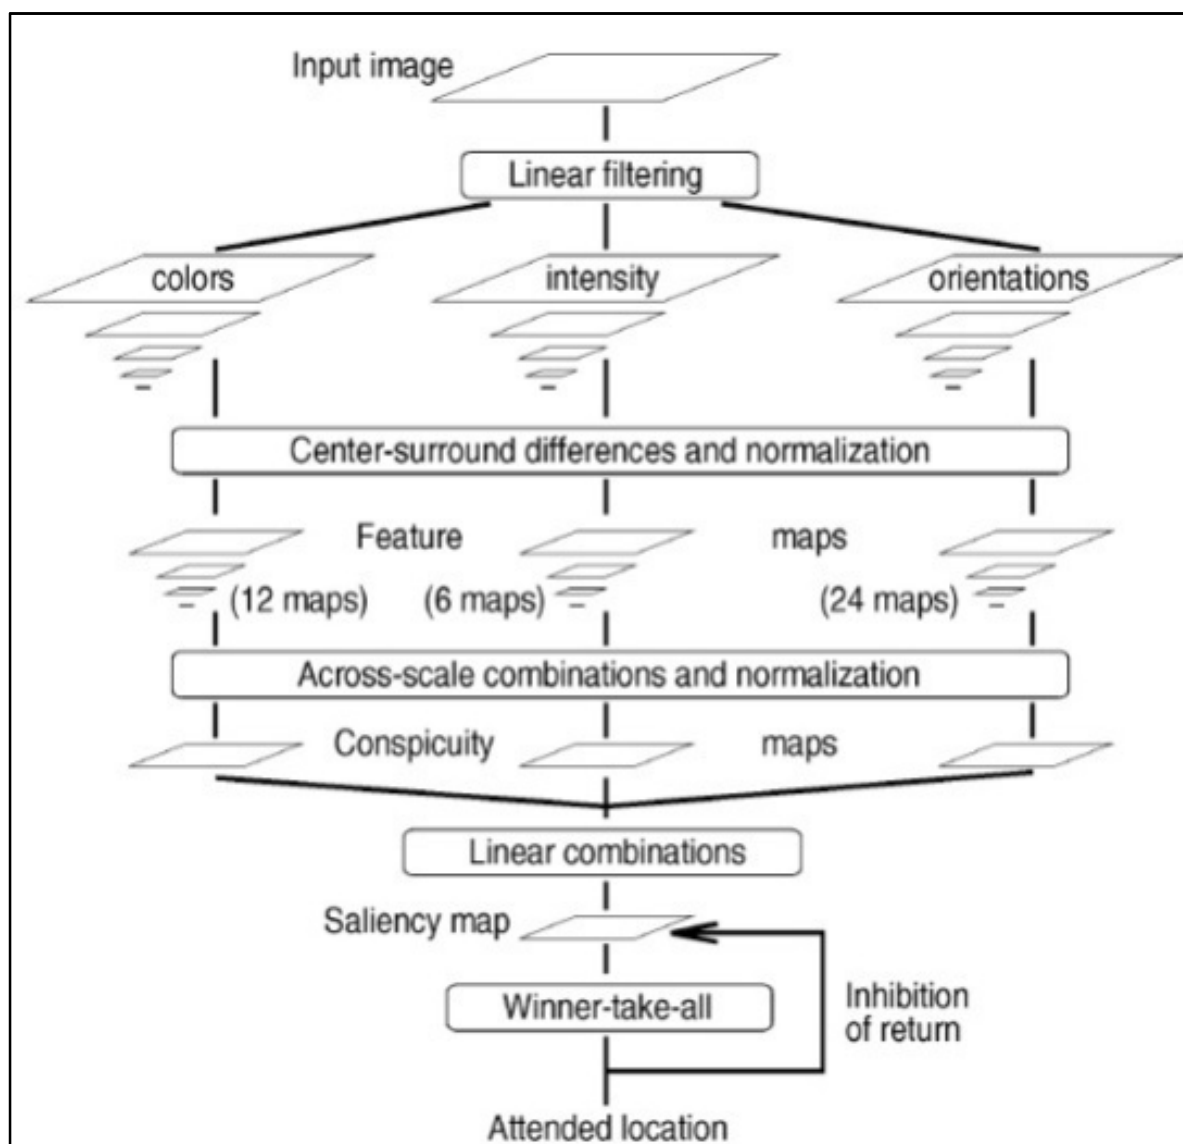 Input image
Linear filtering
colors
intensity
orientations
Center-surround differences and normalization
Feature maps
(12 maps)
(6 maps)
(24 maps)
Across-scale combinations and normalization
Conspicuity maps
Linear combinations
Saliency map
Winner-take-all
Inhibition
of return
Attended location